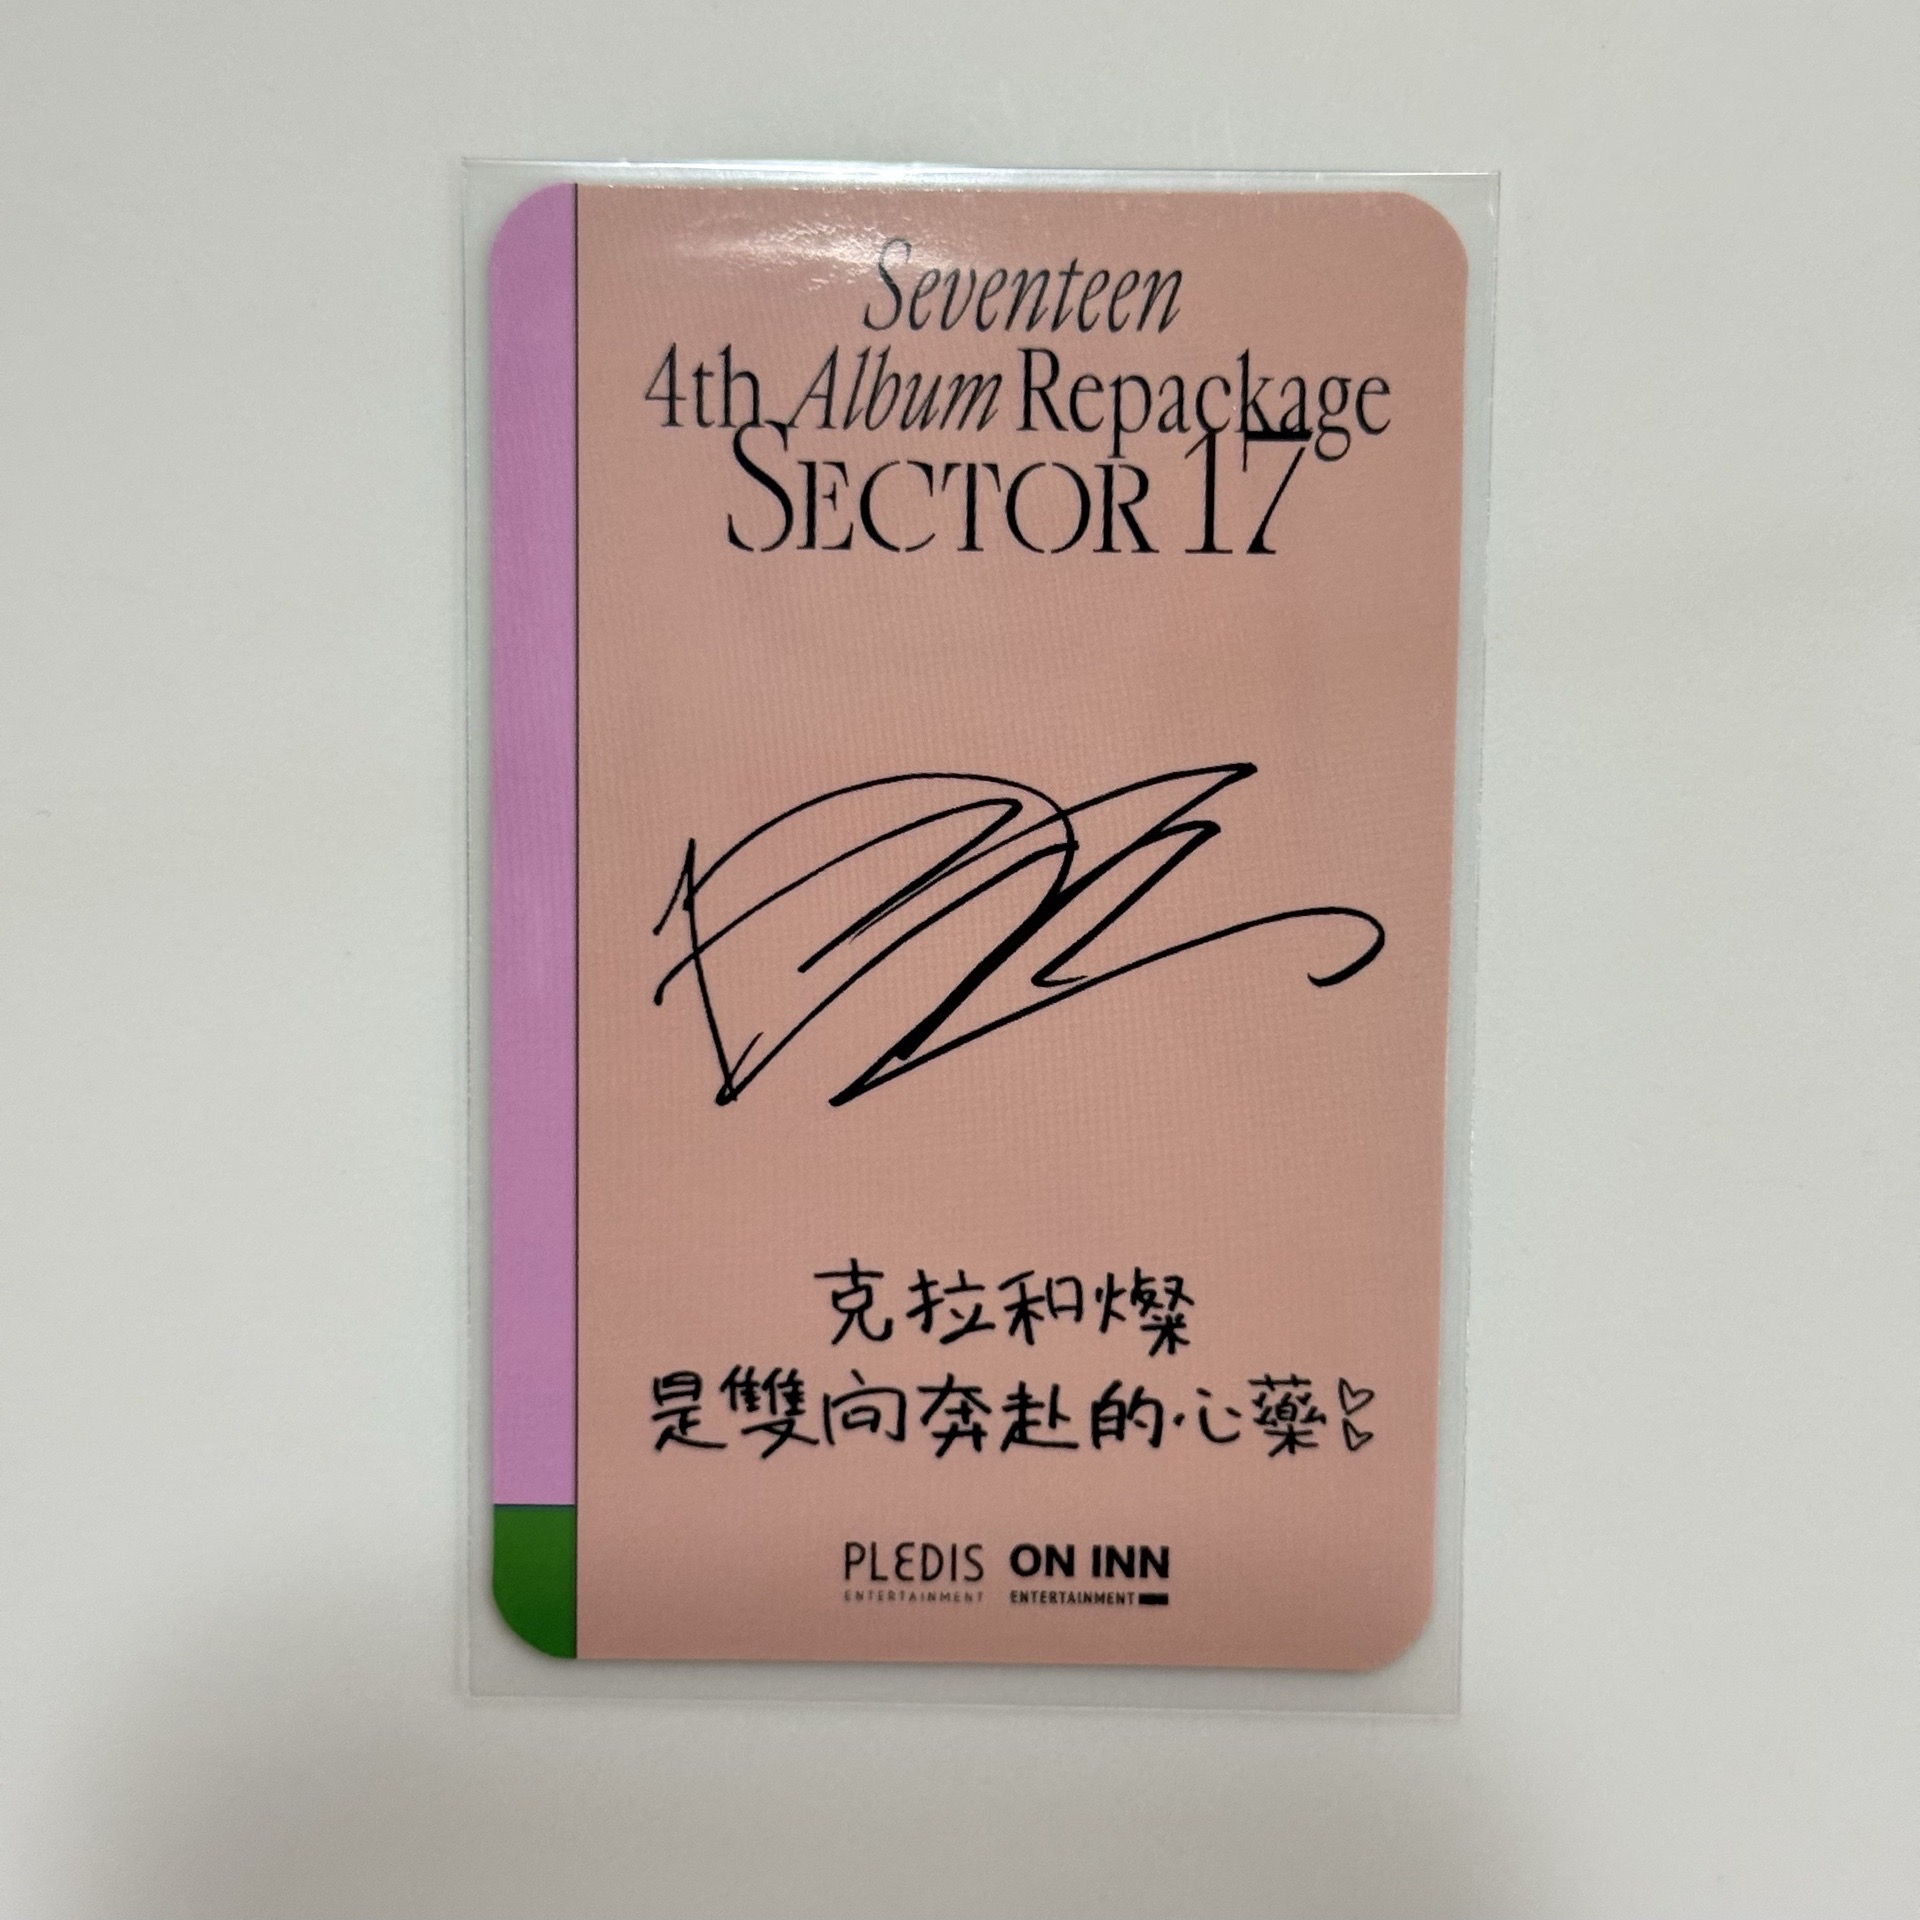 Seventeen
4th Album Repackage
SECTOR 17
克拉和燦
是雙向奔赴的心藥
PLEDIS ON INN
ENTERTAINMENT ENTERTAINMENT